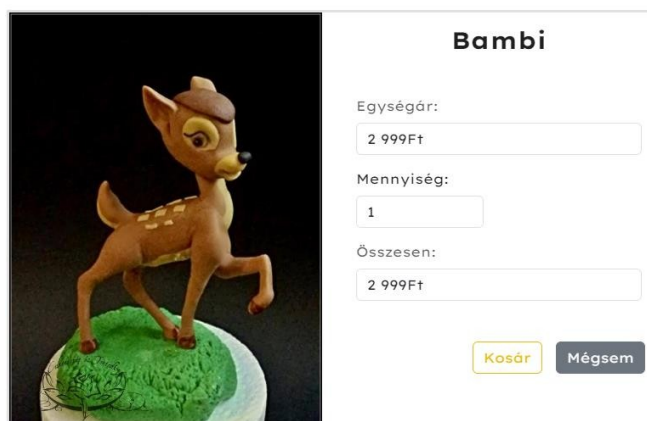 Bambi
Egységár:
2 999Ft
Mennyiség:
1
Összesen:
2 999Ft
Kosár Mégsem